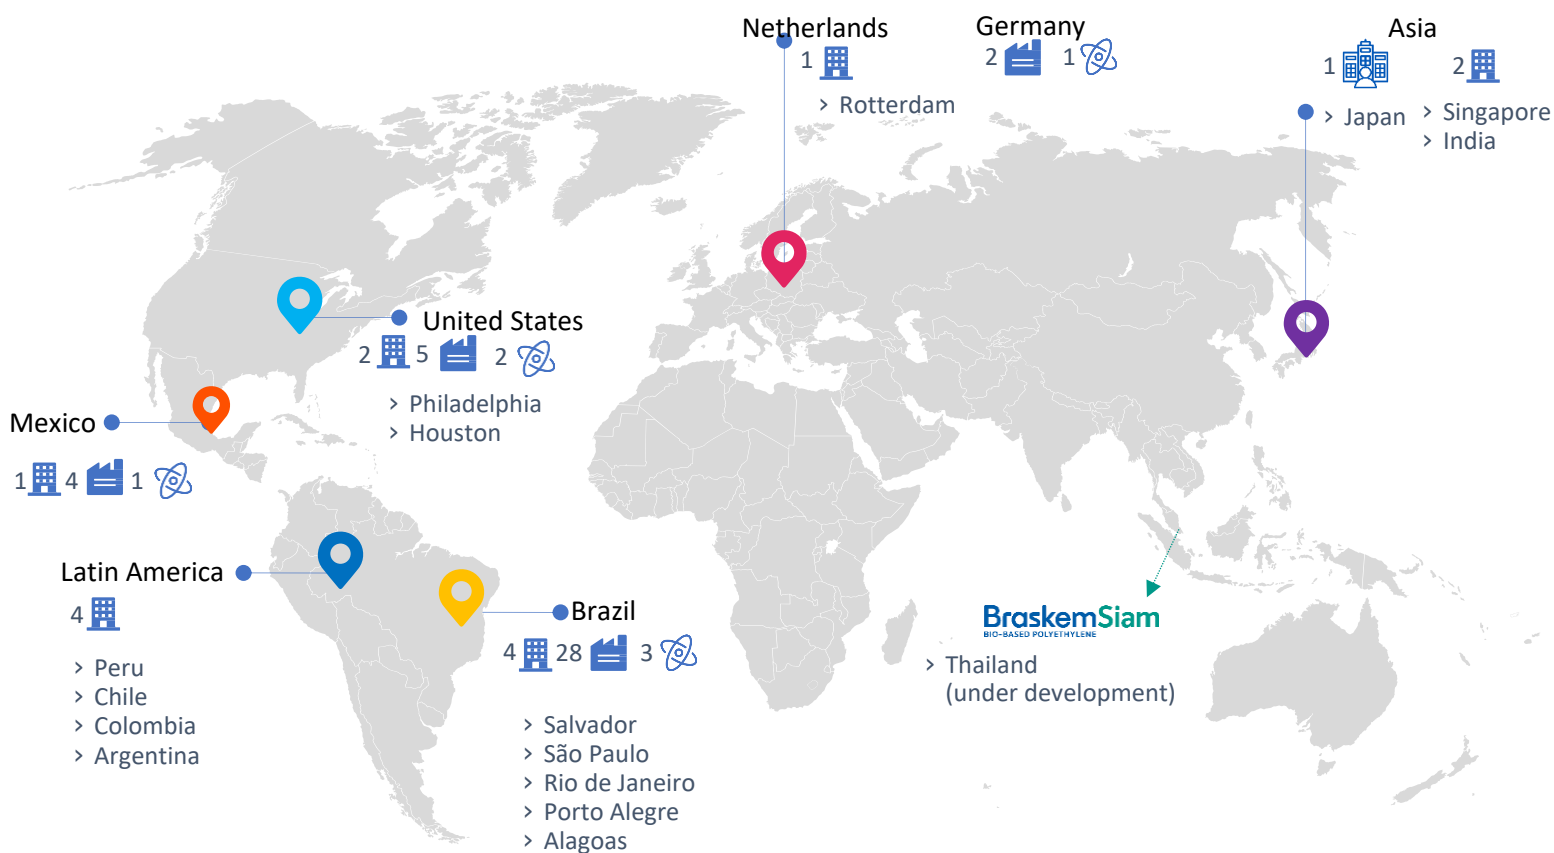 Netherlands
1
› Rotterdam
Germany
2 1
Asia
1 2
› Japan
› Singapore
› India
United States
2 5 2
› Philadelphia
› Houston
Mexico
1 4 1
Latin America
4
› Peru
› Chile
› Colombia
› Argentina
Brazil
4 28 3
› Salvador
› São Paulo
› Rio de Janeiro
› Porto Alegre
› Alagoas
BraskemSiam
BIO-BASED POLYETHYLENE
› Thailand
(under development)